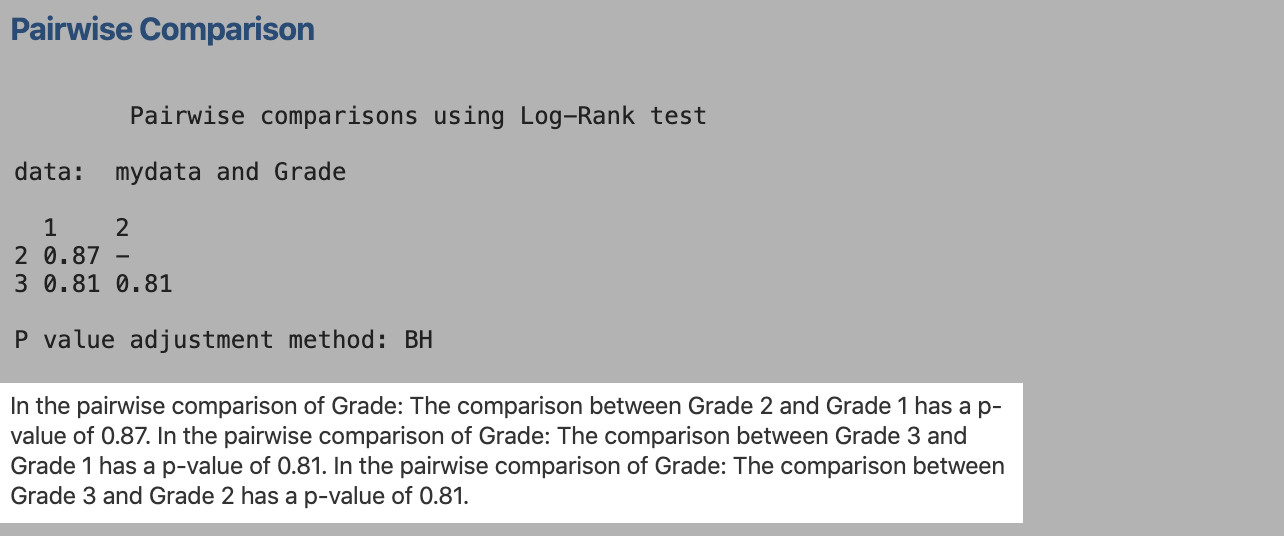 Pairwise Comparison
Pairwise comparisons using Log-Rank test
data:  mydata and Grade
  1    2
2 0.87 –
3 0.81 0.81
P value adjustment method: BH
In the pairwise comparison of Grade: The comparison between Grade 2 and Grade 1 has a p-
value of 0.87. In the pairwise comparison of Grade: The comparison between Grade 3 and
Grade 1 has a p-value of 0.81. In the pairwise comparison of Grade: The comparison between
Grade 3 and Grade 2 has a p-value of 0.81.